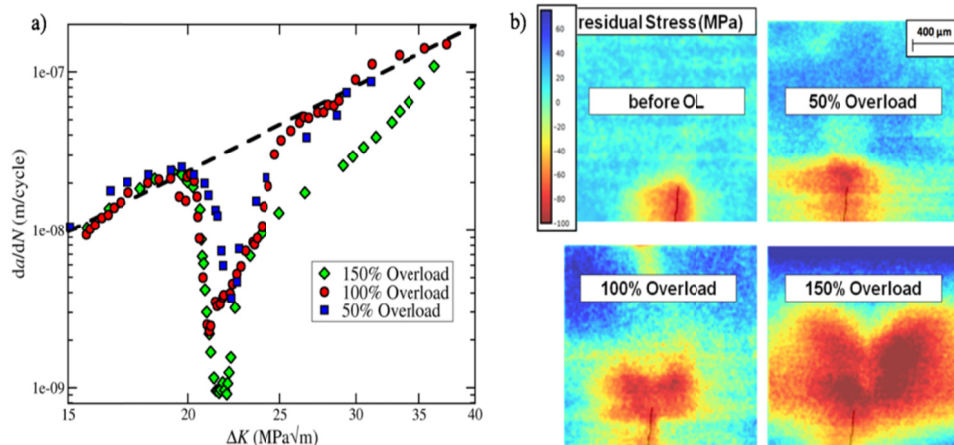 a)
1e-07
1e-08
1e-09
da/dN (m/cycle)
150% Overload
100% Overload
50% Overload
15
20
25
30
35
40
ΔK (MPa√m)
b)
residual Stress (MPa)
60
40
20
0
-20
-40
-60
-80
-100
before OL
400 µm
50% Overload
100% Overload
150% Overload